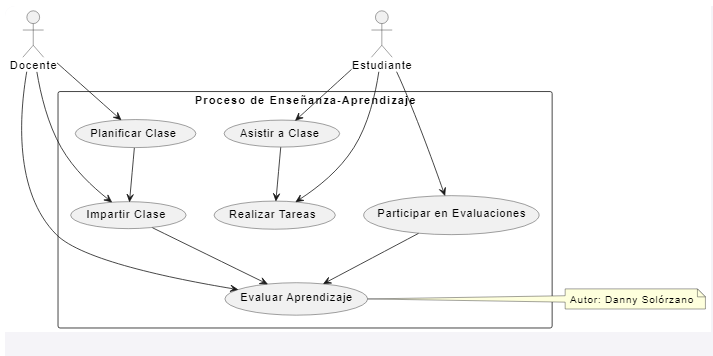 Docente
Estudiante
Proceso de Enseñanza-Aprendizaje
Planificar Clase
Asistir a Clase
Impartir Clase
Realizar Tareas
Participar en Evaluaciones
Evaluar Aprendizaje
Autor: Danny Solórzano